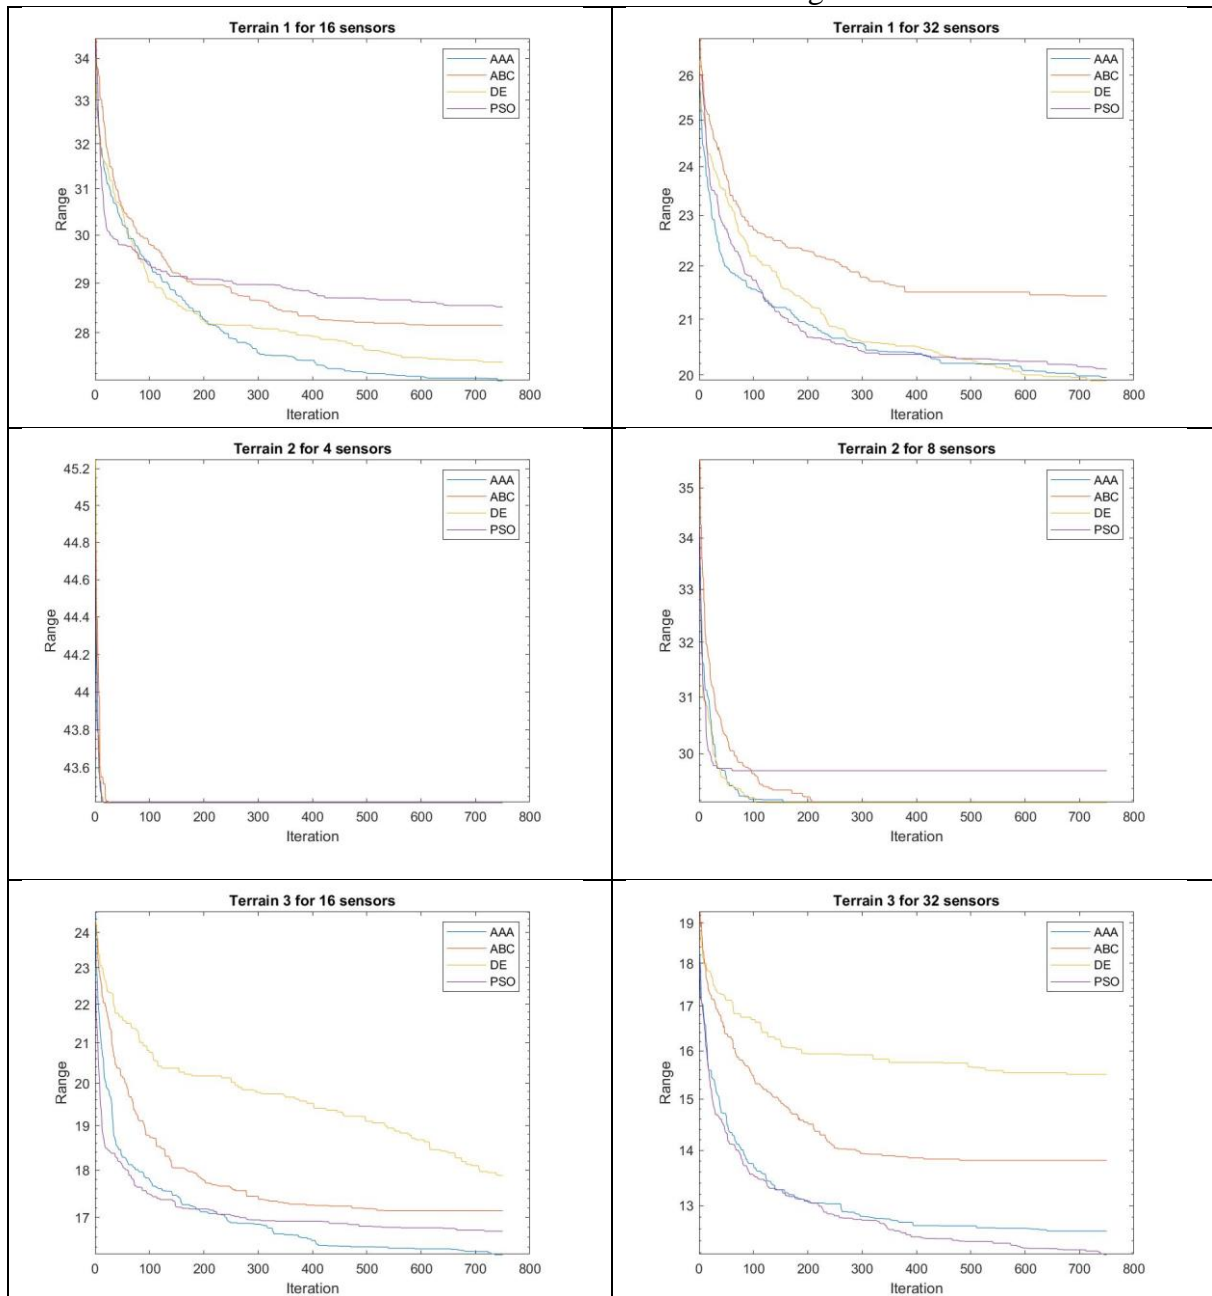 Terrain 1 for 16 sensors
34
33
32
31
30
29
28
Range
0 100 200 300 400 500 600 700 800
Iteration
AAA
ABC
DE
PSO
Terrain 1 for 32 sensors
26
25
24
23
22
21
20
Range
0 100 200 300 400 500 600 700 800
Iteration
AAA
ABC
DE
PSO
Terrain 2 for 4 sensors
45.2
45
44.8
44.6
44.4
44.2
44
43.8
43.6
Range
0 100 200 300 400 500 600 700 800
Iteration
AAA
ABC
DE
PSO
Terrain 2 for 8 sensors
35
34
33
32
31
30
Range
0 100 200 300 400 500 600 700 800
Iteration
AAA
ABC
DE
PSO
Terrain 3 for 16 sensors
24
23
22
21
20
19
18
17
Range
0 100 200 300 400 500 600 700 800
Iteration
AAA
ABC
DE
PSO
Terrain 3 for 32 sensors
19
18
17
16
15
14
13
Range
0 100 200 300 400 500 600 700 800
Iteration
AAA
ABC
DE
PSO